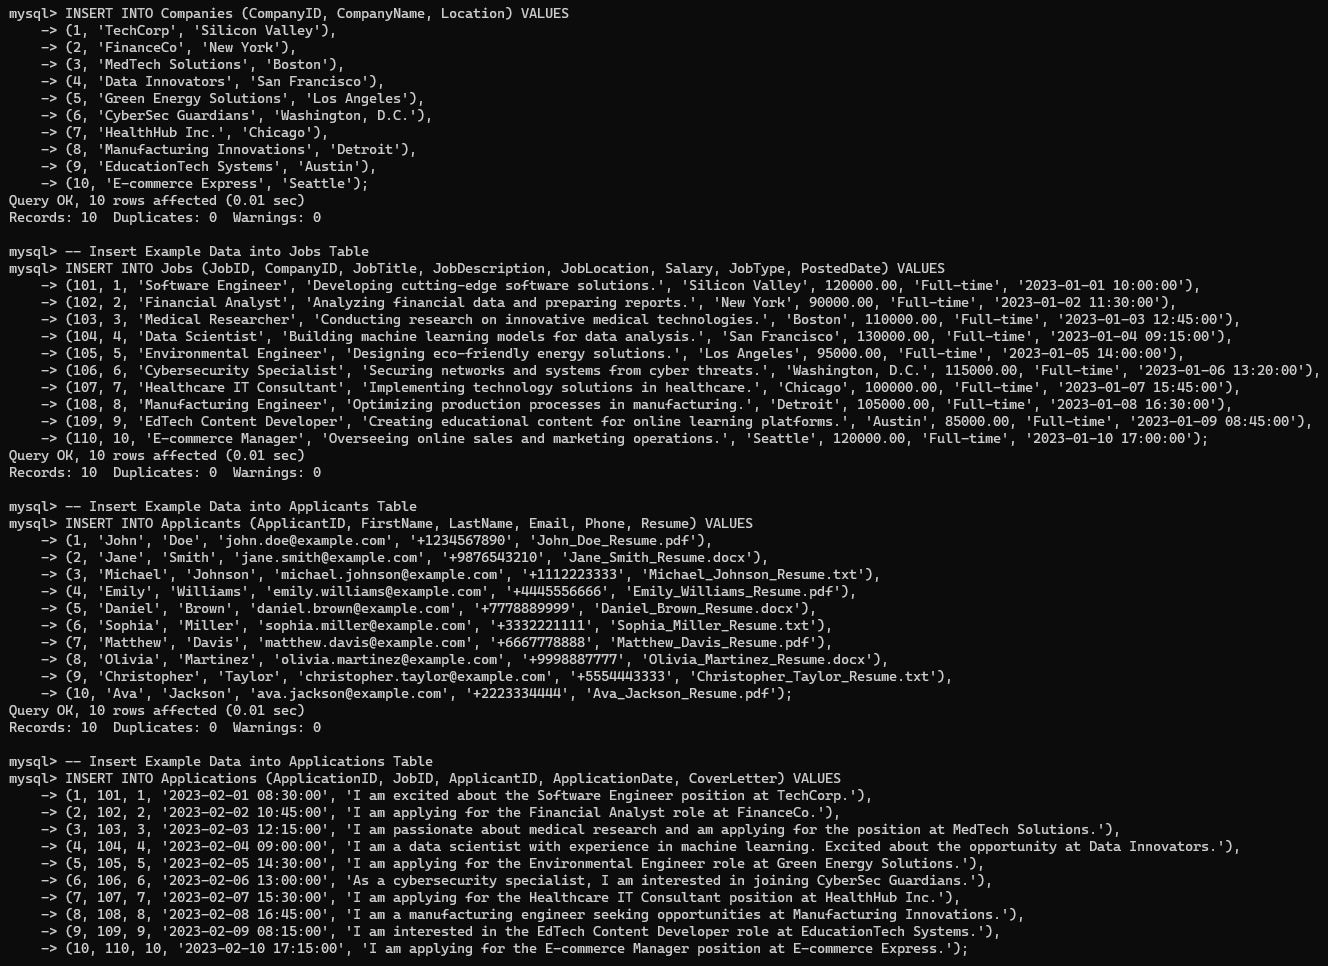 mysql> INSERT INTO Companies (CompanyID, CompanyName, Location) VALUES
    -> (1, 'TechCorp', 'Silicon Valley'),
    -> (2, 'FinanceCo', 'New York'),
    -> (3, 'MedTech Solutions', 'Boston'),
    -> (4, 'Data Innovators', 'San Francisco'),
    -> (5, 'Green Energy Solutions', 'Los Angeles'),
    -> (6, 'CyberSec Guardians', 'Washington, D.C.'),
    -> (7, 'HealthHub Inc.', 'Chicago'),
    -> (8, 'Manufacturing Innovations', 'Detroit'),
    -> (9, 'EducationTech Systems', 'Austin'),
    -> (10, 'E-commerce Express', 'Seattle');
Query OK, 10 rows affected (0.01 sec)
Records: 10  Duplicates: 0  Warnings: 0

mysql> -- Insert Example Data into Jobs Table
mysql> INSERT INTO Jobs (JobID, CompanyID, JobTitle, JobDescription, JobLocation, Salary, JobType, PostedDate) VALUES
    -> (101, 1, 'Software Engineer', 'Developing cutting-edge software solutions.', 'Silicon Valley', 120000.00, 'Full-time', '2023-01-01 10:00:00'),
    -> (102, 2, 'Financial Analyst', 'Analyzing financial data and preparing reports.', 'New York', 90000.00, 'Full-time', '2023-01-02 11:30:00'),
    -> (103, 3, 'Medical Researcher', 'Conducting research on innovative medical technologies.', 'Boston', 110000.00, 'Full-time', '2023-01-03 12:45:00'),
    -> (104, 4, 'Data Scientist', 'Building machine learning models for data analysis.', 'San Francisco', 130000.00, 'Full-time', '2023-01-04 09:15:00'),
    -> (105, 5, 'Environmental Engineer', 'Designing eco-friendly energy solutions.', 'Los Angeles', 95000.00, 'Full-time', '2023-01-05 14:00:00'),
    -> (106, 6, 'Cybersecurity Specialist', 'Securing networks and systems from cyber threats.', 'Washington, D.C.', 115000.00, 'Full-time', '2023-01-06 13:20:00'),
    -> (107, 7, 'Healthcare IT Consultant', 'Implementing technology solutions in healthcare.', 'Chicago', 100000.00, 'Full-time', '2023-01-07 15:45:00'),
    -> (108, 8, 'Manufacturing Engineer', 'Optimizing production processes in manufacturing.', 'Detroit', 105000.00, 'Full-time', '2023-01-08 16:30:00'),
    -> (109, 9, 'EdTech Content Developer', 'Creating educational content for online learning platforms.', 'Austin', 85000.00, 'Full-time', '2023-01-09 08:45:00'),
    -> (110, 10, 'E-commerce Manager', 'Overseeing online sales and marketing operations.', 'Seattle', 120000.00, 'Full-time', '2023-01-10 17:00:00');
Query OK, 10 rows affected (0.01 sec)
Records: 10  Duplicates: 0  Warnings: 0

mysql> -- Insert Example Data into Applicants Table
mysql> INSERT INTO Applicants (ApplicantID, FirstName, LastName, Email, Phone, Resume) VALUES
    -> (1, 'John', 'Doe', 'john.doe@example.com', '+1234567890', 'John_Doe_Resume.pdf'),
    -> (2, 'Jane', 'Smith', 'jane.smith@example.com', '+9876543210', 'Jane_Smith_Resume.docx'),
    -> (3, 'Michael', 'Johnson', 'michael.johnson@example.com', '+1112223333', 'Michael_Johnson_Resume.txt'),
    -> (4, 'Emily', 'Williams', 'emily.williams@example.com', '+4445556666', 'Emily_Williams_Resume.pdf'),
    -> (5, 'Daniel', 'Brown', 'daniel.brown@example.com', '+7778889999', 'Daniel_Brown_Resume.docx'),
    -> (6, 'Sophia', 'Miller', 'sophia.miller@example.com', '+3332221111', 'Sophia_Miller_Resume.txt'),
    -> (7, 'Matthew', 'Davis', 'matthew.davis@example.com', '+6667778888', 'Matthew_Davis_Resume.pdf'),
    -> (8, 'Olivia', 'Martinez', 'olivia.martinez@example.com', '+9998887777', 'Olivia_Martinez_Resume.docx'),
    -> (9, 'Christopher', 'Taylor', 'christopher.taylor@example.com', '+5554443333', 'Christopher_Taylor_Resume.txt'),
    -> (10, 'Ava', 'Jackson', 'ava.jackson@example.com', '+2223334444', 'Ava_Jackson_Resume.pdf');
Query OK, 10 rows affected (0.01 sec)
Records: 10  Duplicates: 0  Warnings: 0

mysql> -- Insert Example Data into Applications Table
mysql> INSERT INTO Applications (ApplicationID, JobID, ApplicantID, ApplicationDate, CoverLetter) VALUES
    -> (1, 101, 1, '2023-02-01 08:30:00', 'I am excited about the Software Engineer position at TechCorp.'),
    -> (2, 102, 2, '2023-02-02 10:45:00', 'I am applying for the Financial Analyst role at FinanceCo.'),
    -> (3, 103, 3, '2023-02-03 12:15:00', 'I am passionate about medical research and am applying for the position at MedTech Solutions.'),
    -> (4, 104, 4, '2023-02-04 09:00:00', 'I am a data scientist with experience in machine learning. Excited about the opportunity at Data Innovators.'),
    -> (5, 105, 5, '2023-02-05 14:30:00', 'I am applying for the Environmental Engineer role at Green Energy Solutions.'),
    -> (6, 106, 6, '2023-02-06 13:00:00', 'As a cybersecurity specialist, I am interested in joining CyberSec Guardians.'),
    -> (7, 107, 7, '2023-02-07 15:30:00', 'I am applying for the Healthcare IT Consultant position at HealthHub Inc.'),
    -> (8, 108, 8, '2023-02-08 16:45:00', 'I am a manufacturing engineer seeking opportunities at Manufacturing Innovations.'),
    -> (9, 109, 9, '2023-02-09 08:15:00', 'I am interested in the EdTech Content Developer role at EducationTech Systems.'),
    -> (10, 110, 10, '2023-02-10 17:15:00', 'I am applying for the E-commerce Manager position at E-commerce Express.');